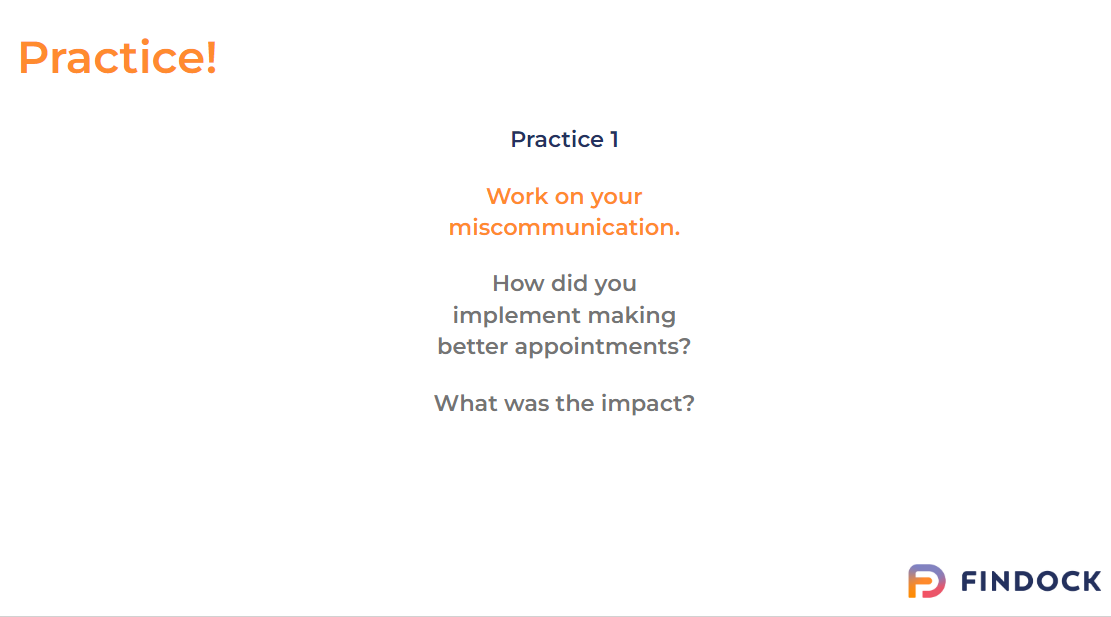 Practice!
Practice 1
Work on your
miscommunication.
How did you
implement making
better appointments?
What was the impact?
FINDOCK